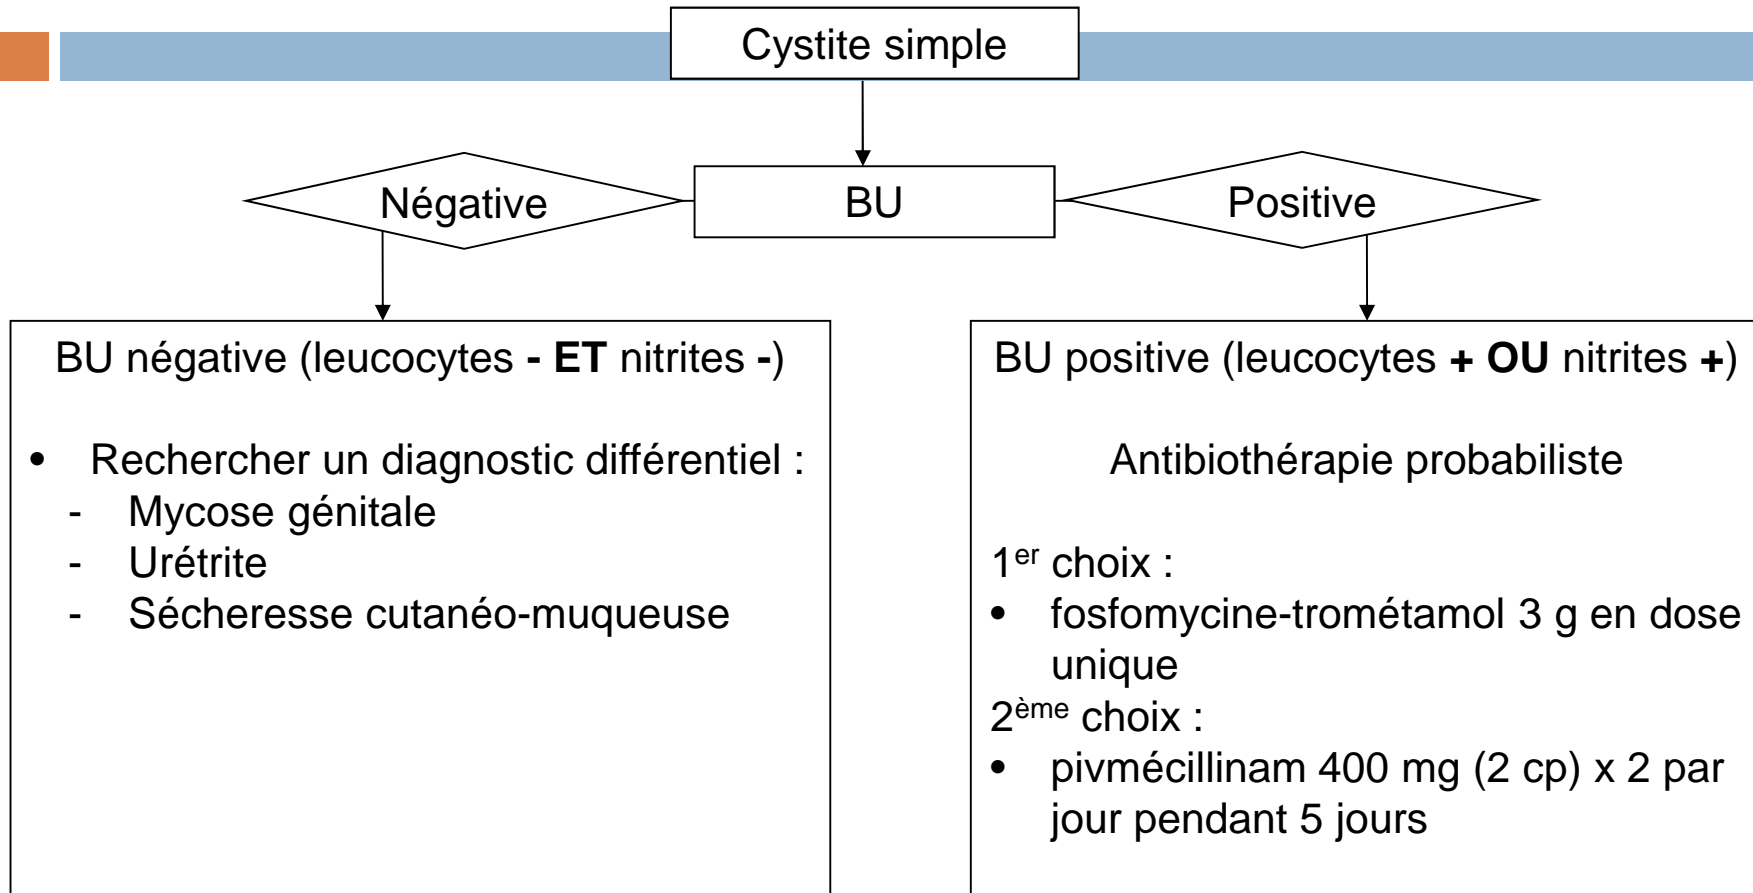 Cystite simple
Négative
BU
Positive
BU négative (leucocytes - ET nitrites -)
• Rechercher un diagnostic différentiel :
- Mycose génitale
- Urétrite
- Sécheresse cutanéo-muqueuse
BU positive (leucocytes + OU nitrites +)
Antibiothérapie probabiliste
1er choix :
• fosfomycine-trométamol 3 g en dose
unique
2ème choix :
• pivmécillinam 400 mg (2 cp) x 2 par
jour pendant 5 jours